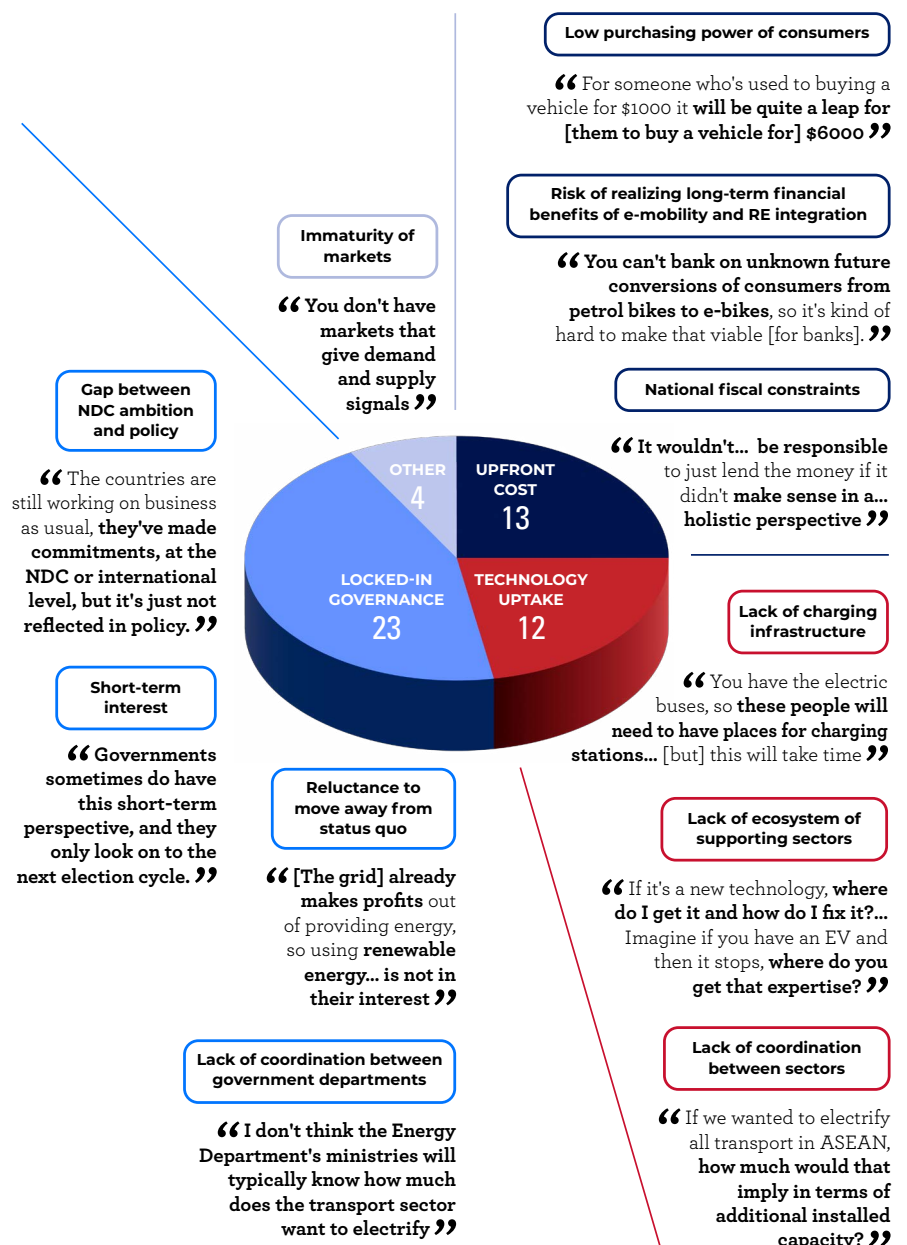 Low purchasing power of consumers
“ For someone who's used to buying a
vehicle for $1000 it will be quite a leap for
[them to buy a vehicle for] $6000 ”
Risk of realizing long-term financial
benefits of e-mobility and RE integration
“ You can't bank on unknown future
conversions of consumers from
petrol bikes to e-bikes, so it's kind of
hard to make that viable [for banks]. ”
National fiscal constraints
“ It wouldn't... be responsible
to just lend the money if it
didn't make sense in a...
holistic perspective ”
Immaturity of
markets
“ You don't have
markets that
give demand
and supply
signals ”
Gap between
NDC ambition
and policy
“ The countries are
still working on business
as usual, they've made
commitments, at the
NDC or international
level, but it's just not
reflected in policy. ”
OTHER
4
UPFRONT
COST
13
LOCKED-IN
GOVERNANCE
23
TECHNOLOGY
UPTAKE
12
Lack of charging
infrastructure
“ You have the electric
buses, so these people will
need to have places for charging
stations... [but] this will take time ”
Short-term
interest
“ Governments
sometimes do have
this short-term
perspective, and they
only look on to the
next election cycle. ”
Reluctance to
move away from
status quo
“ [The grid] already
makes profits out
of providing energy,
so using renewable
energy... is not in
their interest ”
Lack of ecosystem of
supporting sectors
“ If it's a new technology, where
do I get it and how do I fix it?...
Imagine if you have an EV and
then it stops, where do you
get that expertise? ”
Lack of coordination between
government departments
“ I don't think the Energy
Department's ministries will
typically know how much
does the transport sector
want to electrify ”
Lack of coordination
between sectors
“ If we wanted to electrify
all transport in ASEAN,
how much would that
imply in terms of
additional installed
capacity? ”